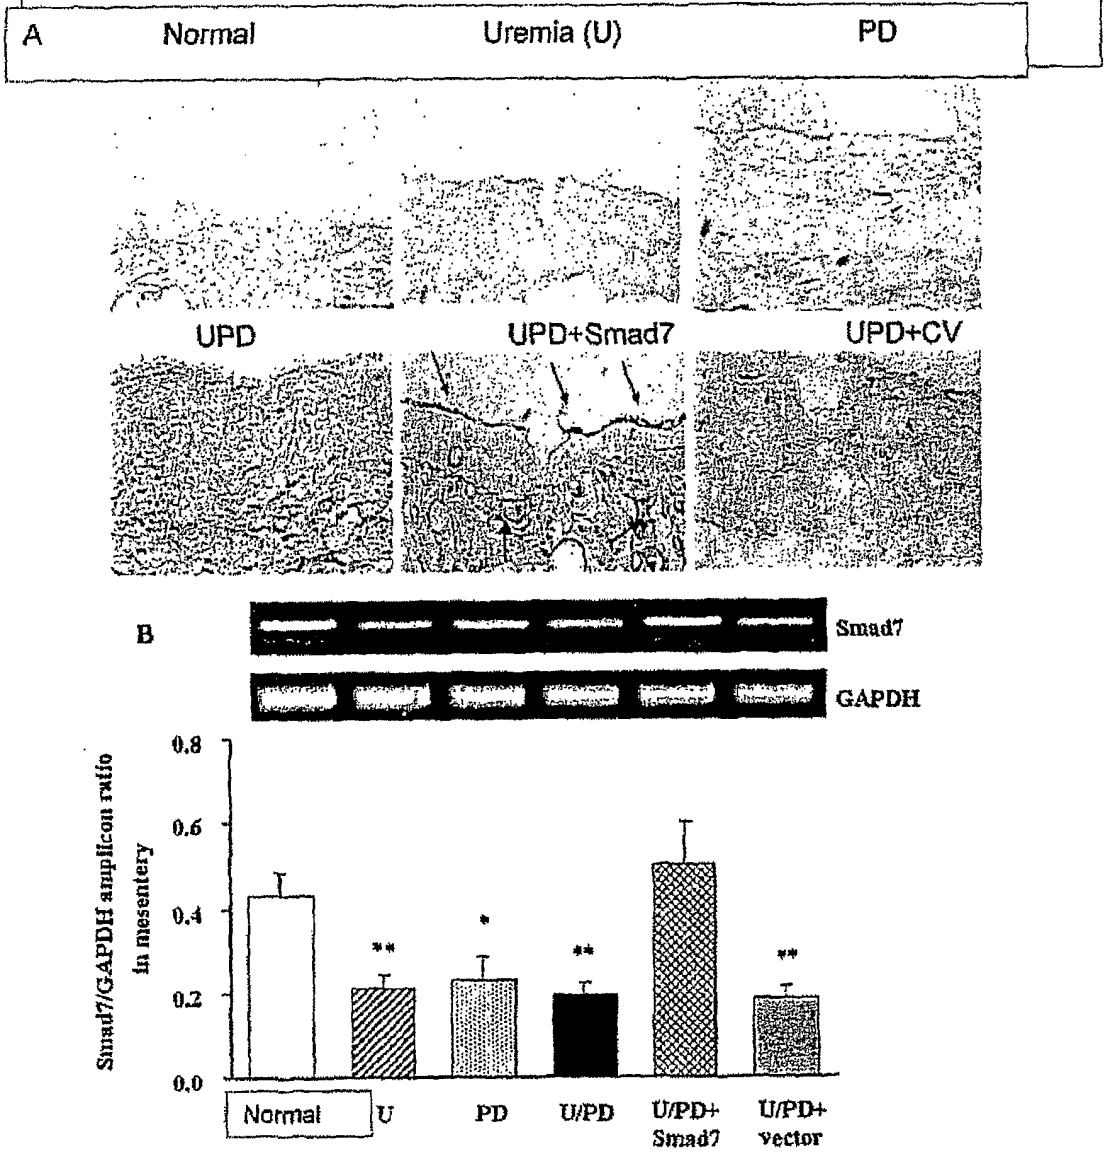 A Normal Uremia (U) PD
UPD UPD+Smad7 UPD+CV
B
Smad7
GAPDH
Smad7/GAPDH amplicon ratio
in mesentery
0.8
0.6
0.4
0.2
0.0
**
*
**
**
Normal U PD U/PD U/PD+ U/PD+
Smad7 vector